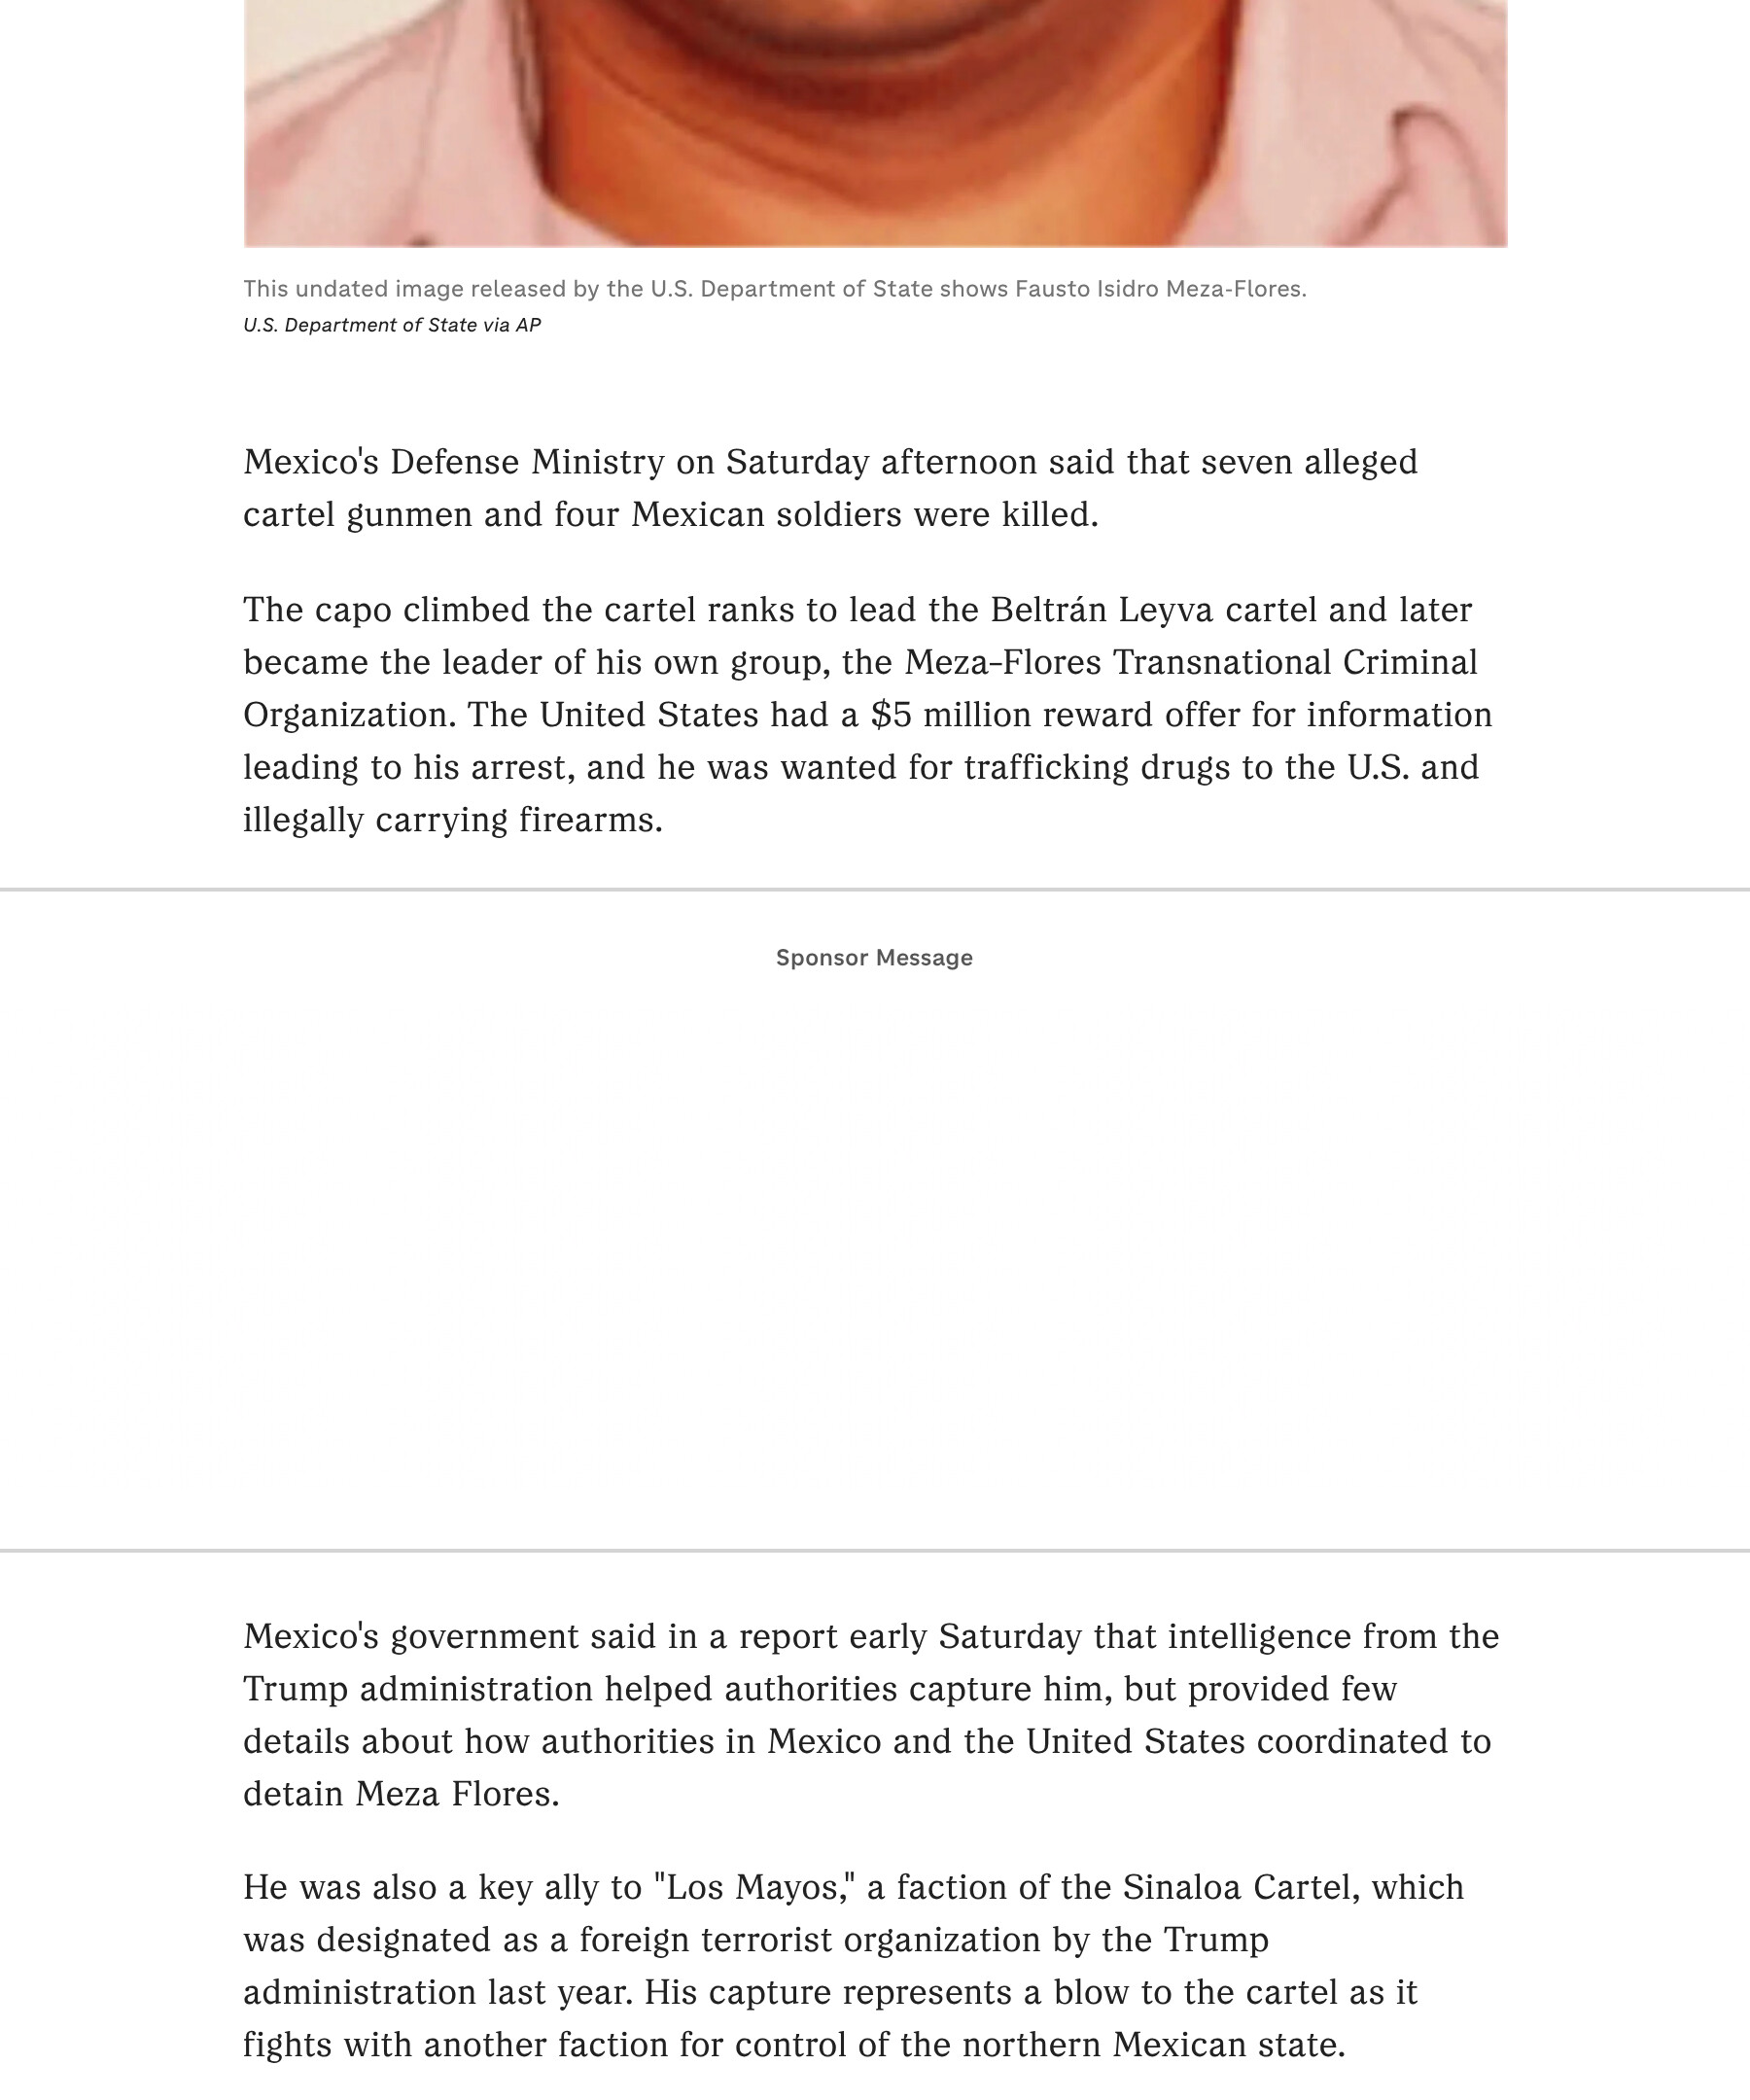 This undated image released by the U.S. Department of State shows Fausto Isidro Meza-Flores.
U.S. Department of State via AP
Mexico's Defense Ministry on Saturday afternoon said that seven alleged
cartel gunmen and four Mexican soldiers were killed.
The capo climbed the cartel ranks to lead the Beltrán Leyva cartel and later
became the leader of his own group, the Meza-Flores Transnational Criminal
Organization. The United States had a $5 million reward offer for information
leading to his arrest, and he was wanted for trafficking drugs to the U.S. and
illegally carrying firearms.
Sponsor Message
Mexico's government said in a report early Saturday that intelligence from the
Trump administration helped authorities capture him, but provided few
details about how authorities in Mexico and the United States coordinated to
detain Meza Flores.
He was also a key ally to "Los Mayos," a faction of the Sinaloa Cartel, which
was designated as a foreign terrorist organization by the Trump
administration last year. His capture represents a blow to the cartel as it
fights with another faction for control of the northern Mexican state.